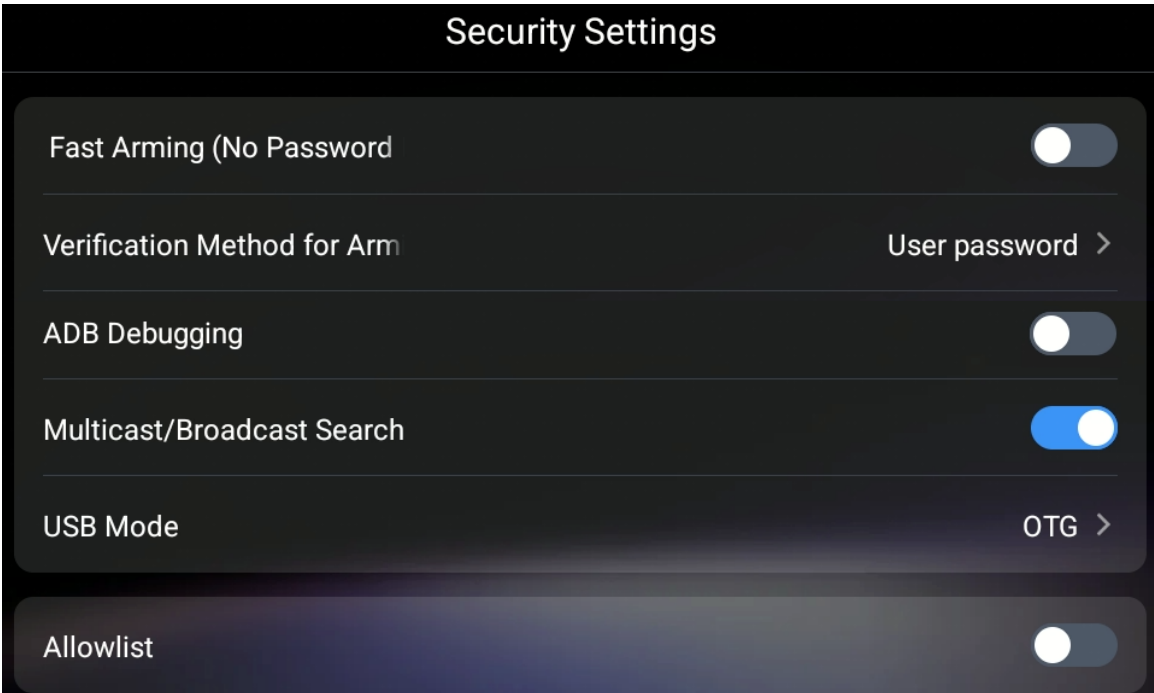 Security Settings
Fast Arming (No Password
Verification Method for Arm
User password
ADB Debugging
Multicast/Broadcast Search
USB Mode
OTG
Allowlist